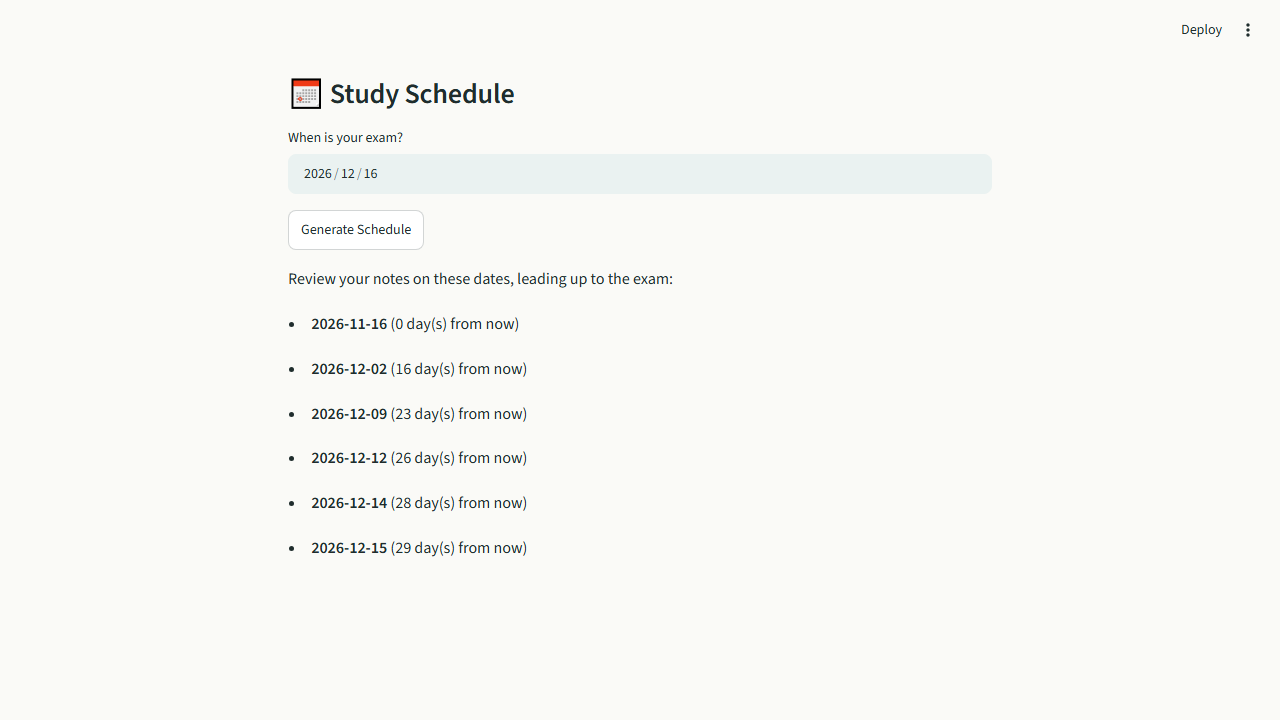 Deploy
Study Schedule
When is your exam?
2026 / 12 / 16
Generate Schedule
Review your notes on these dates, leading up to the exam:
• 2026-11-16 (0 day(s) from now)
• 2026-12-02 (16 day(s) from now)
• 2026-12-09 (23 day(s) from now)
• 2026-12-12 (26 day(s) from now)
• 2026-12-14 (28 day(s) from now)
• 2026-12-15 (29 day(s) from now)